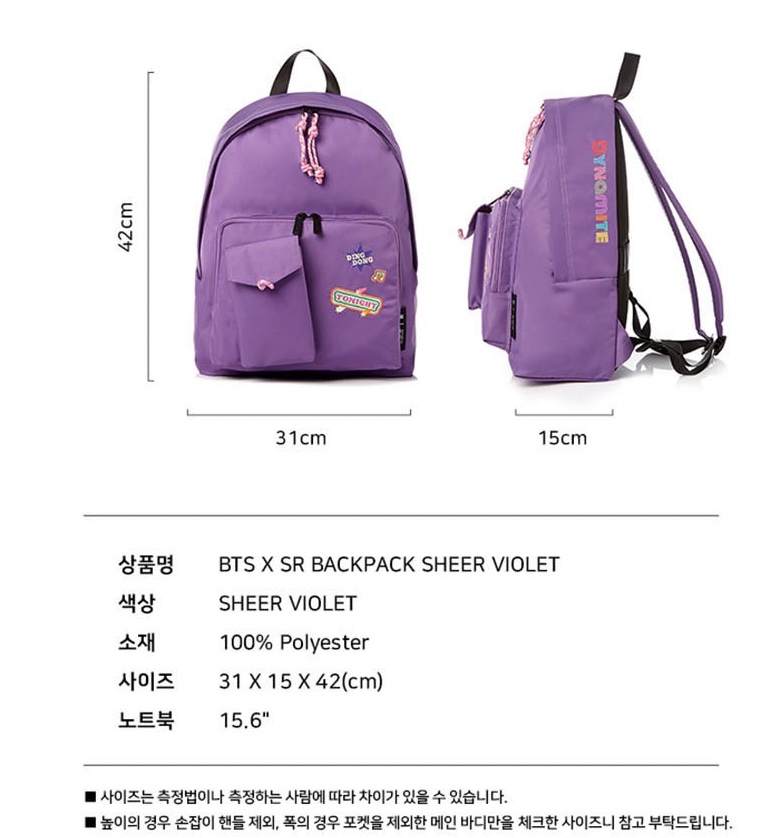 42cm
DING
DONG
TONIGHT
DYNOMITE
31cm
15cm
상품명 BTS X SR BACKPACK SHEER VIOLET
색상 SHEER VIOLET
소재 100% Polyester
사이즈 31 X 15 X 42(cm)
노트북 15.6"
■ 사이즈는 측정법이나 측정하는 사람에 따라 차이가 있을 수 있습니다.
■ 높이의 경우 손잡이 핸들 제외, 폭의 경우 포켓을 제외한 메인 바디만을 체크한 사이즈니 참고 부탁드립니다.